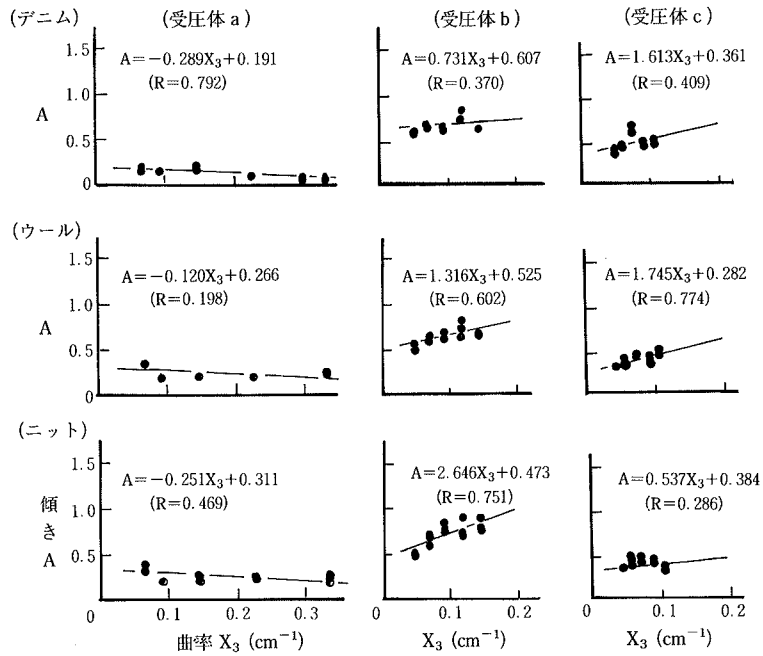 (デニム) (受圧体 a) (受圧体 b) (受圧体 c)
1.5
1.0
A
0.5
0
A=−0.289X₃+0.191
(R=0.792)
A=0.731X₃+0.607
(R=0.370)
A=1.613X₃+0.361
(R=0.409)
(ウール)
1.5
1.0
A
0.5
0
A=−0.120X₃+0.266
(R=0.198)
A=1.316X₃+0.525
(R=0.602)
A=1.745X₃+0.282
(R=0.774)
(ニット)
1.5
1.0
傾き A
0.5
A=−0.251X₃+0.311
(R=0.469)
A=2.646X₃+0.473
(R=0.751)
A=0.537X₃+0.384
(R=0.286)
0 0.1 0.2 0.3
0 0.1 0.2
0 0.1 0.2
曲率 X₃ (cm⁻¹) X₃ (cm⁻¹) X₃ (cm⁻¹)